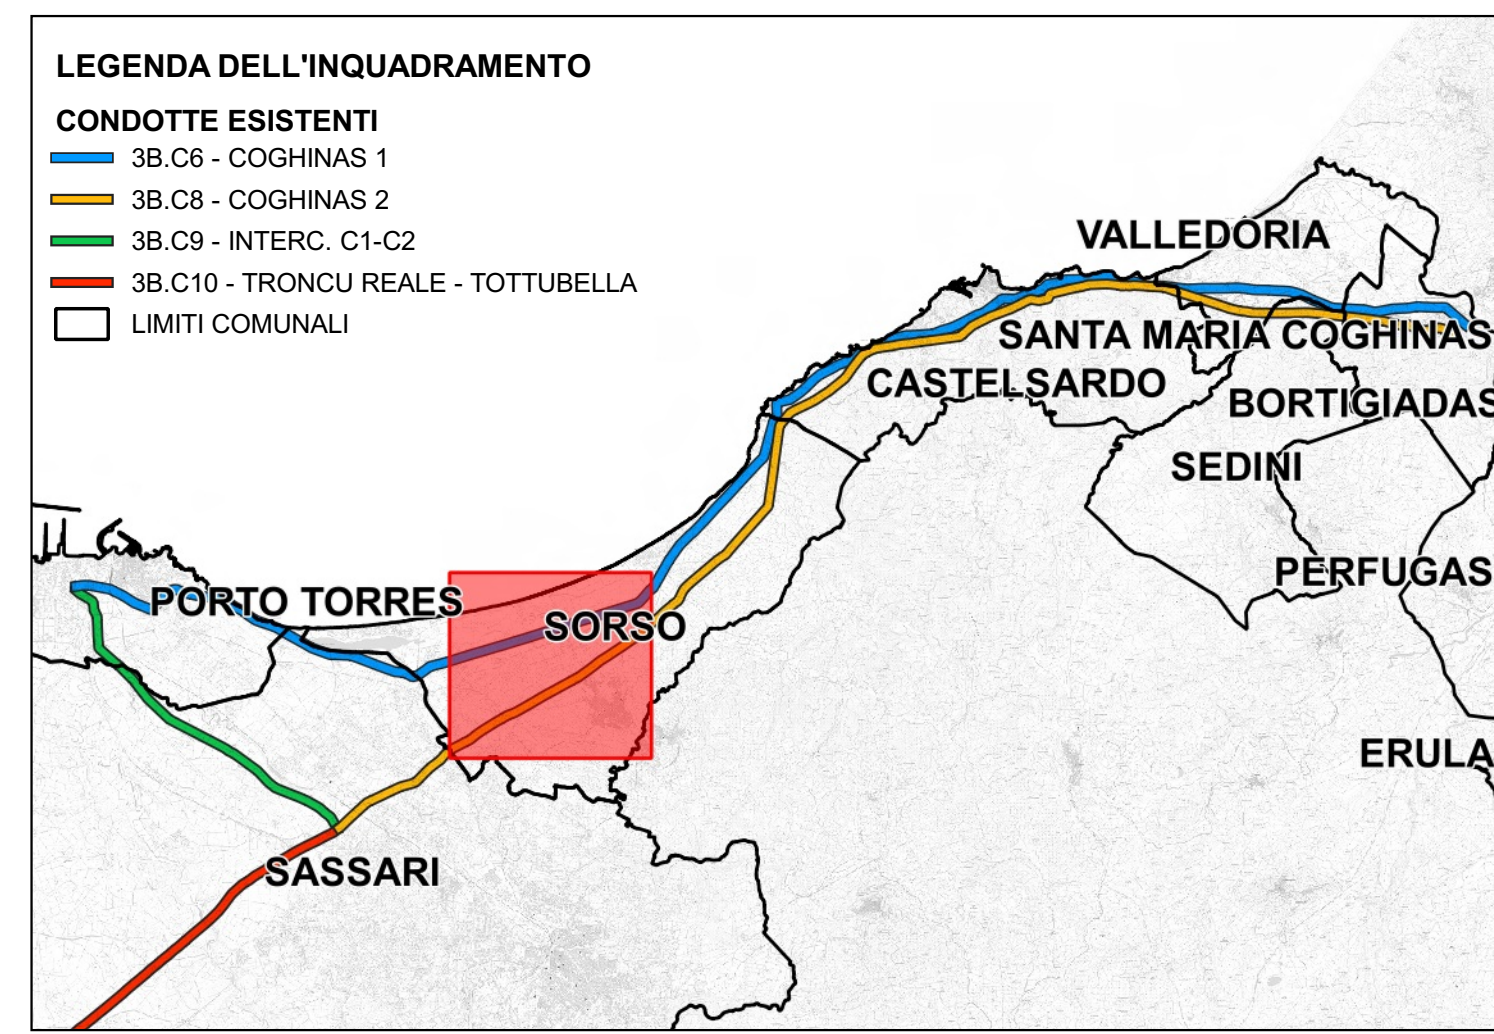 LEGENDA DELL'INQUADRAMENTO
CONDOTTE ESISTENTI
3B.C6 - COGHINAS 1
3B.C8 - COGHINAS 2
3B.C9 - INTERC. C1-C2
3B.C10 - TRONCU REALE - TOTTUBELLA
LIMITI COMUNALI
VALLEDORIA
SANTA MARIA COGHINAS
CASTELSARDO
BORTIGIADAS
SEDINI
PERFUGAS
PORTO TORRES
SORSO
ERULA
SASSARI